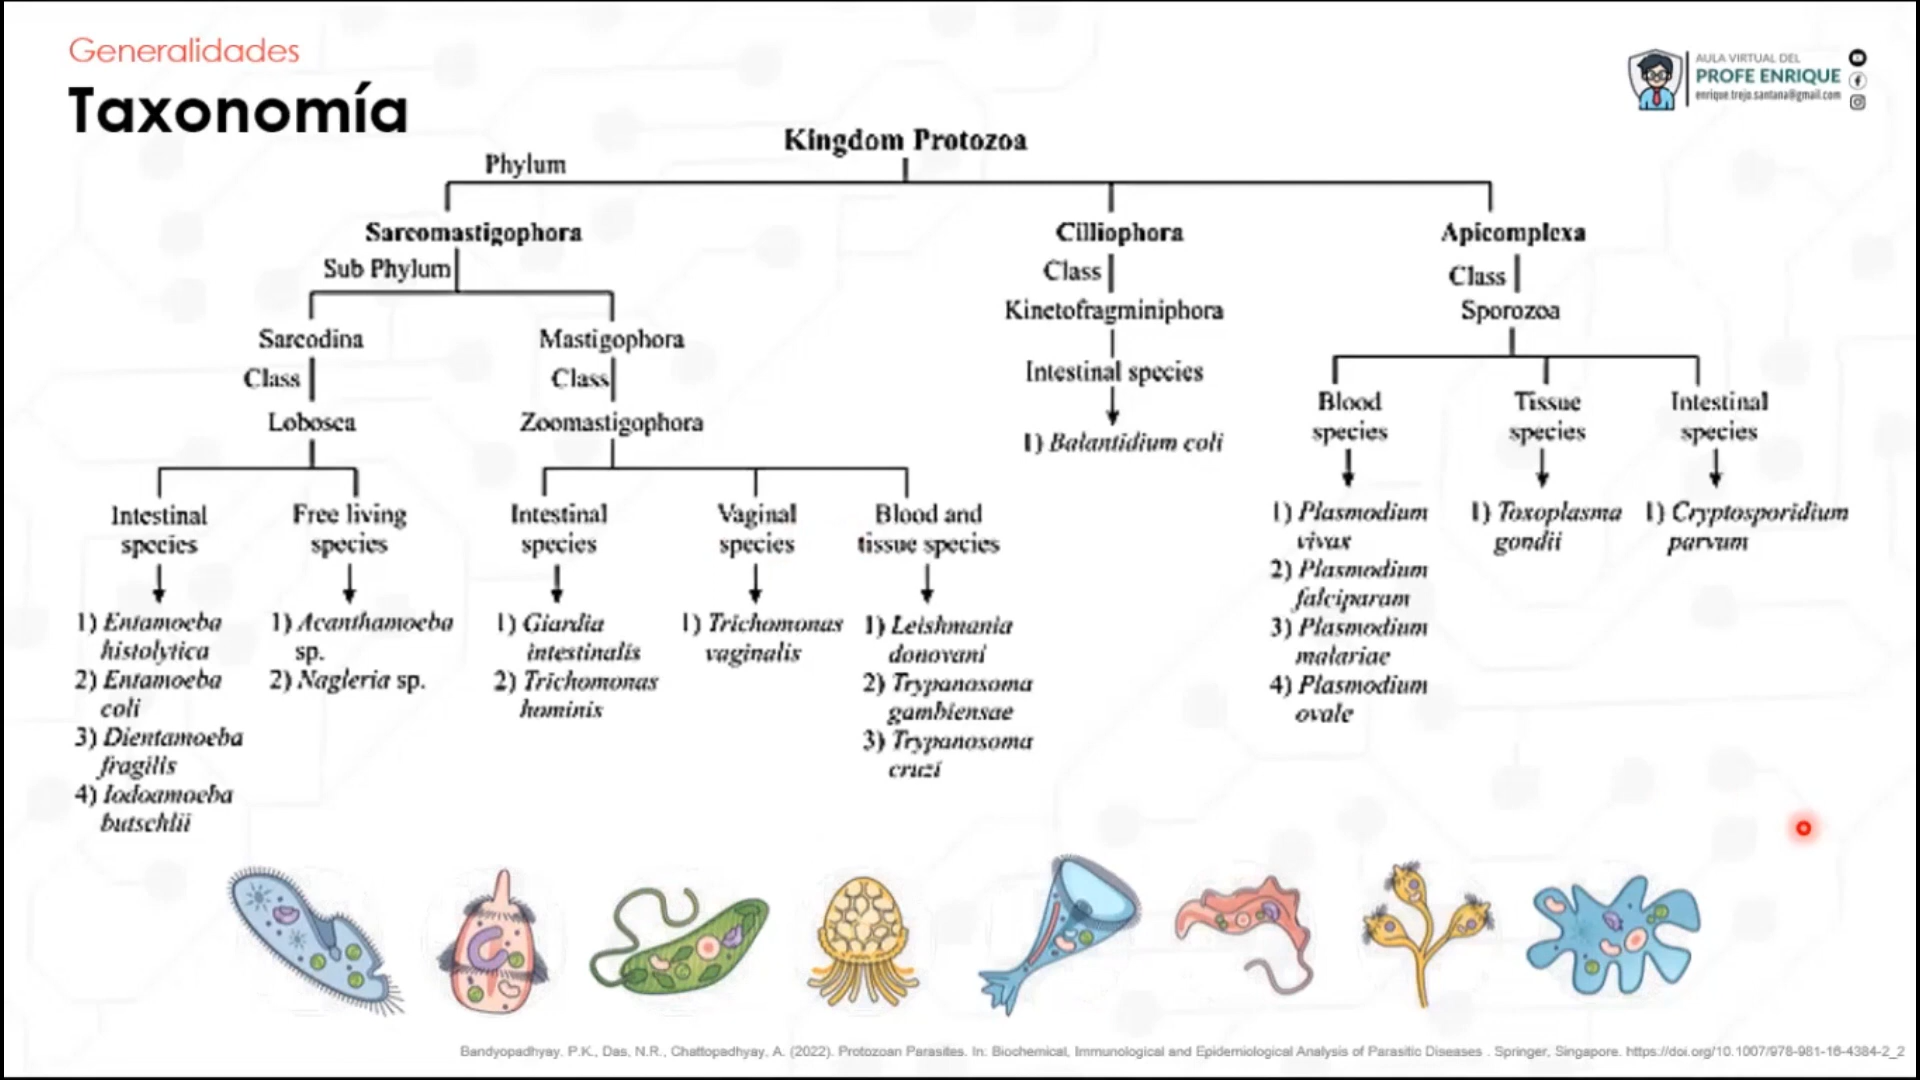 Generalidades
Taxonomía
AULA VIRTUAL DEL
PROFE ENRIQUE
enrique.trejo.santana@gmail.com
Kingdom Protozoa
Phylum
Sarcomastigophora
Cilliophora
Apicomplexa
Sub Phylum
Class
Class
Kinetofragminiphora
Sporozoa
Sarcodina
Mastigophora
Class
Class
Intestinal species
Lobosea
Zoomastigophora
1) Balantidium coli
Blood
species
Tissue
species
Intestinal
species
Intestinal
species
Free living
species
Intestinal
species
Vaginal
species
Blood and
tissue species
1) Plasmodium
vivax
2) Plasmodium
falciparam
3) Plasmodium
malariae
4) Plasmodium
ovale
1) Toxoplasma
gondii
1) Cryptosporidium
parvum
1) Entamoeba
histolytica
2) Entamoeba
coli
3) Dientamoeba
fragilis
4) Iodoamoeba
butschlii
1) Acanthamoeba
sp.
2) Nagleria sp.
1) Giardia
intestinalis
2) Trichomonas
hominis
1) Trichomonas
vaginalis
1) Leishmania
donovani
2) Trypanosoma
gambiensae
3) Trypanosoma
cruzi
Bandyopadhyay, P.K., Das, N.R., Chattopadhyay, A. (2022). Protozoan Parasites. In: Biochemical, Immunological and Epidemiological Analysis of Parasitic Diseases . Springer, Singapore. https://doi.org/10.1007/978-981-16-4384-2_2